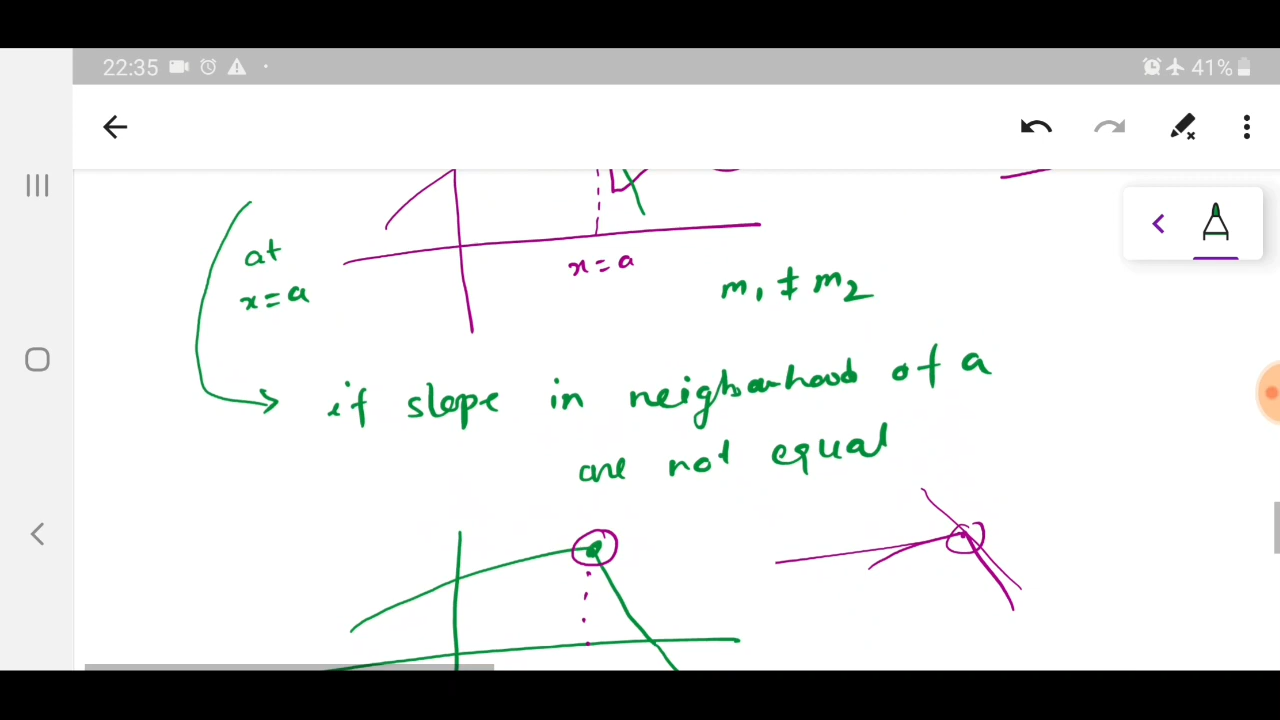 22:35
41%
at
x = a
x = a
m₁ ≠ m₂
if slope in neighborhood of a
are not equal